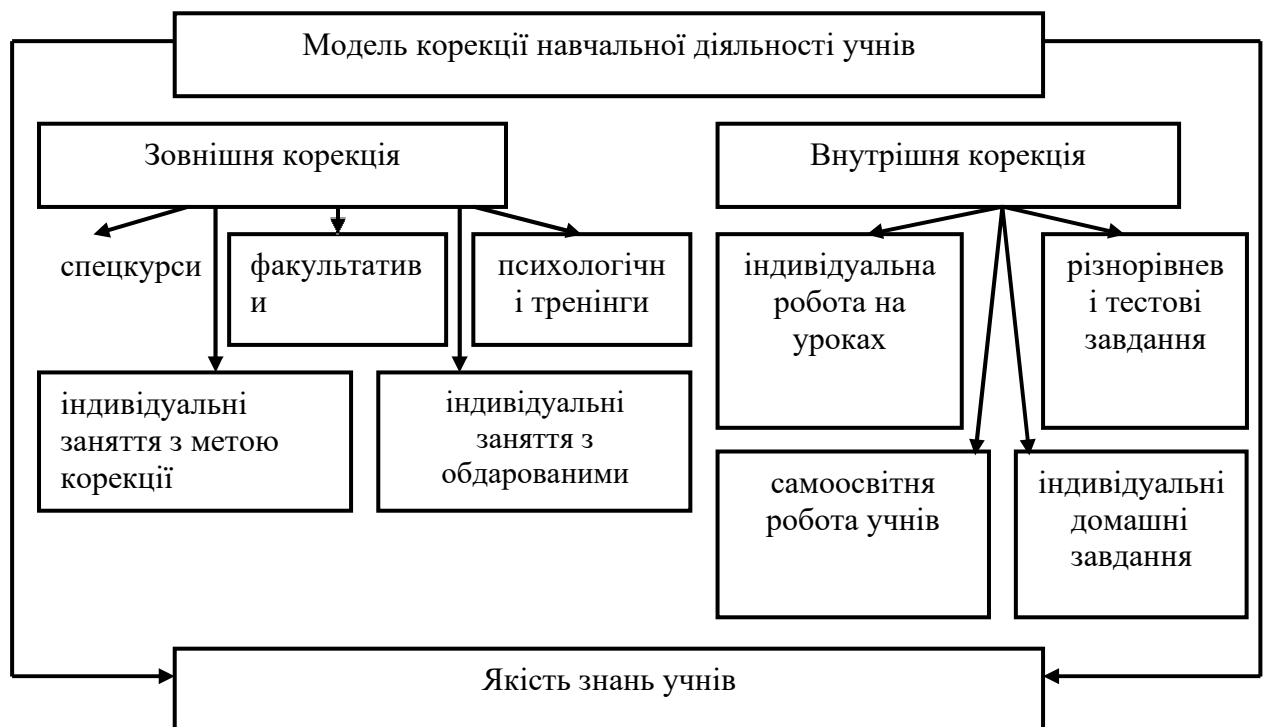 Модель корекції навчальної діяльності учнів
Зовнішня корекція
Внутрішня корекція
спецкурси
факультатив
и
психологічн
і тренінги
індивідуальна
робота на
уроках
різнорівнев
і тестові
завдання
індивідуальні
заняття з метою
корекції
індивідуальні
заняття з
обдарованими
самоосвітня
робота учнів
індивідуальні
домашні
завдання
Якість знань учнів